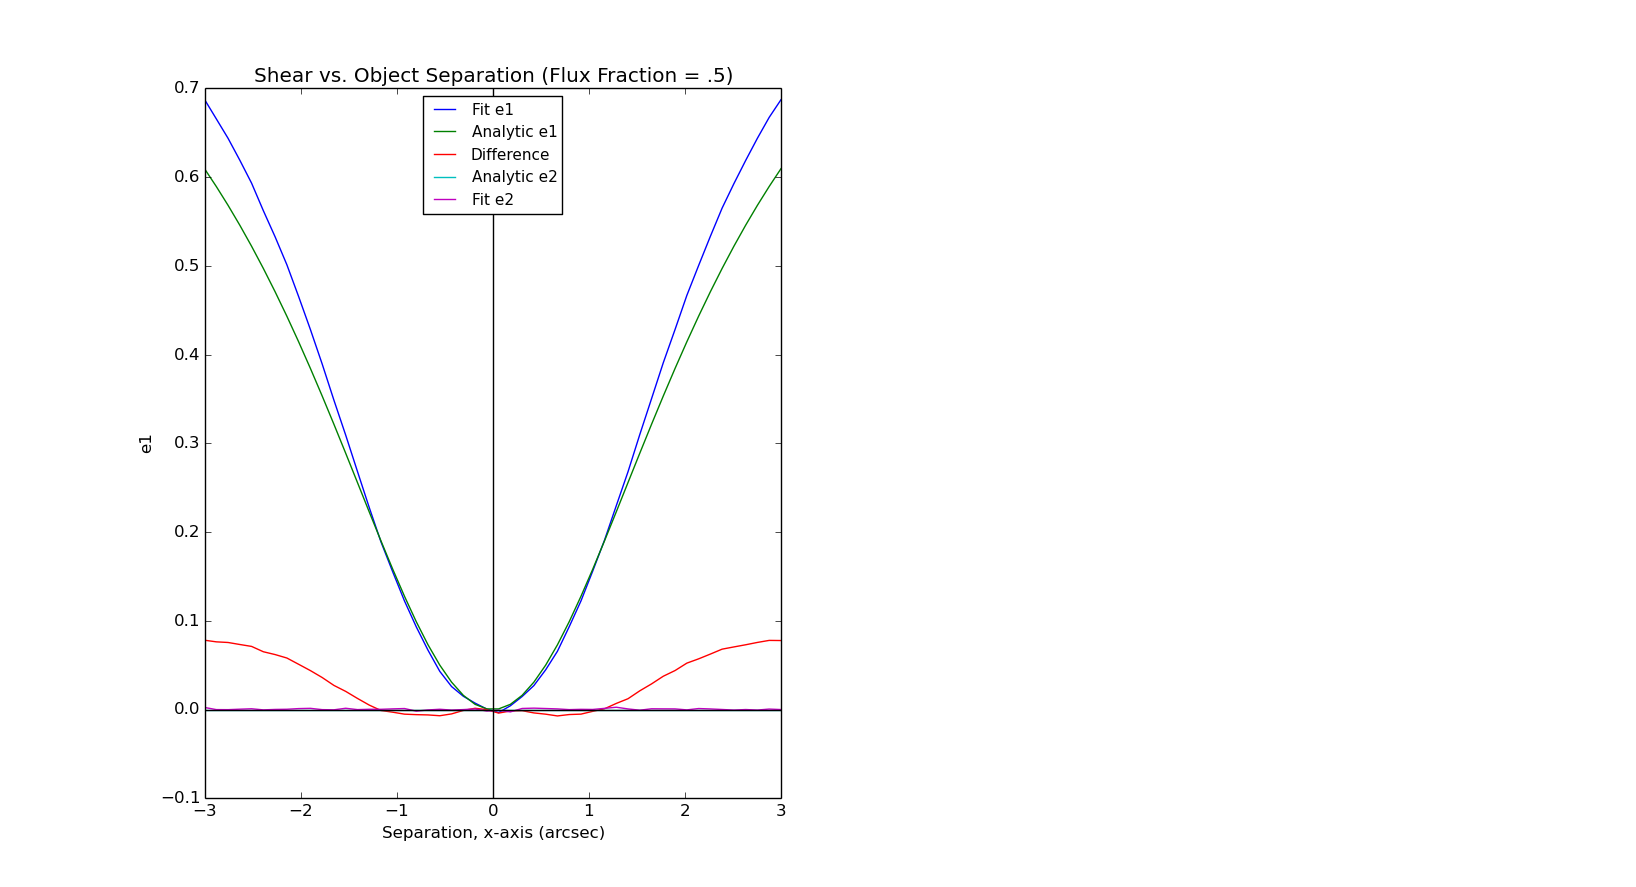 Shear vs. Object Separation (Flux Fraction = .5)
0.7
0.6
0.5
0.4
0.3
0.2
0.1
0.0
−0.1
e1
Fit e1
Analytic e1
Difference
Analytic e2
Fit e2
−3 −2 −1 0 1 2 3
Separation, x-axis (arcsec)